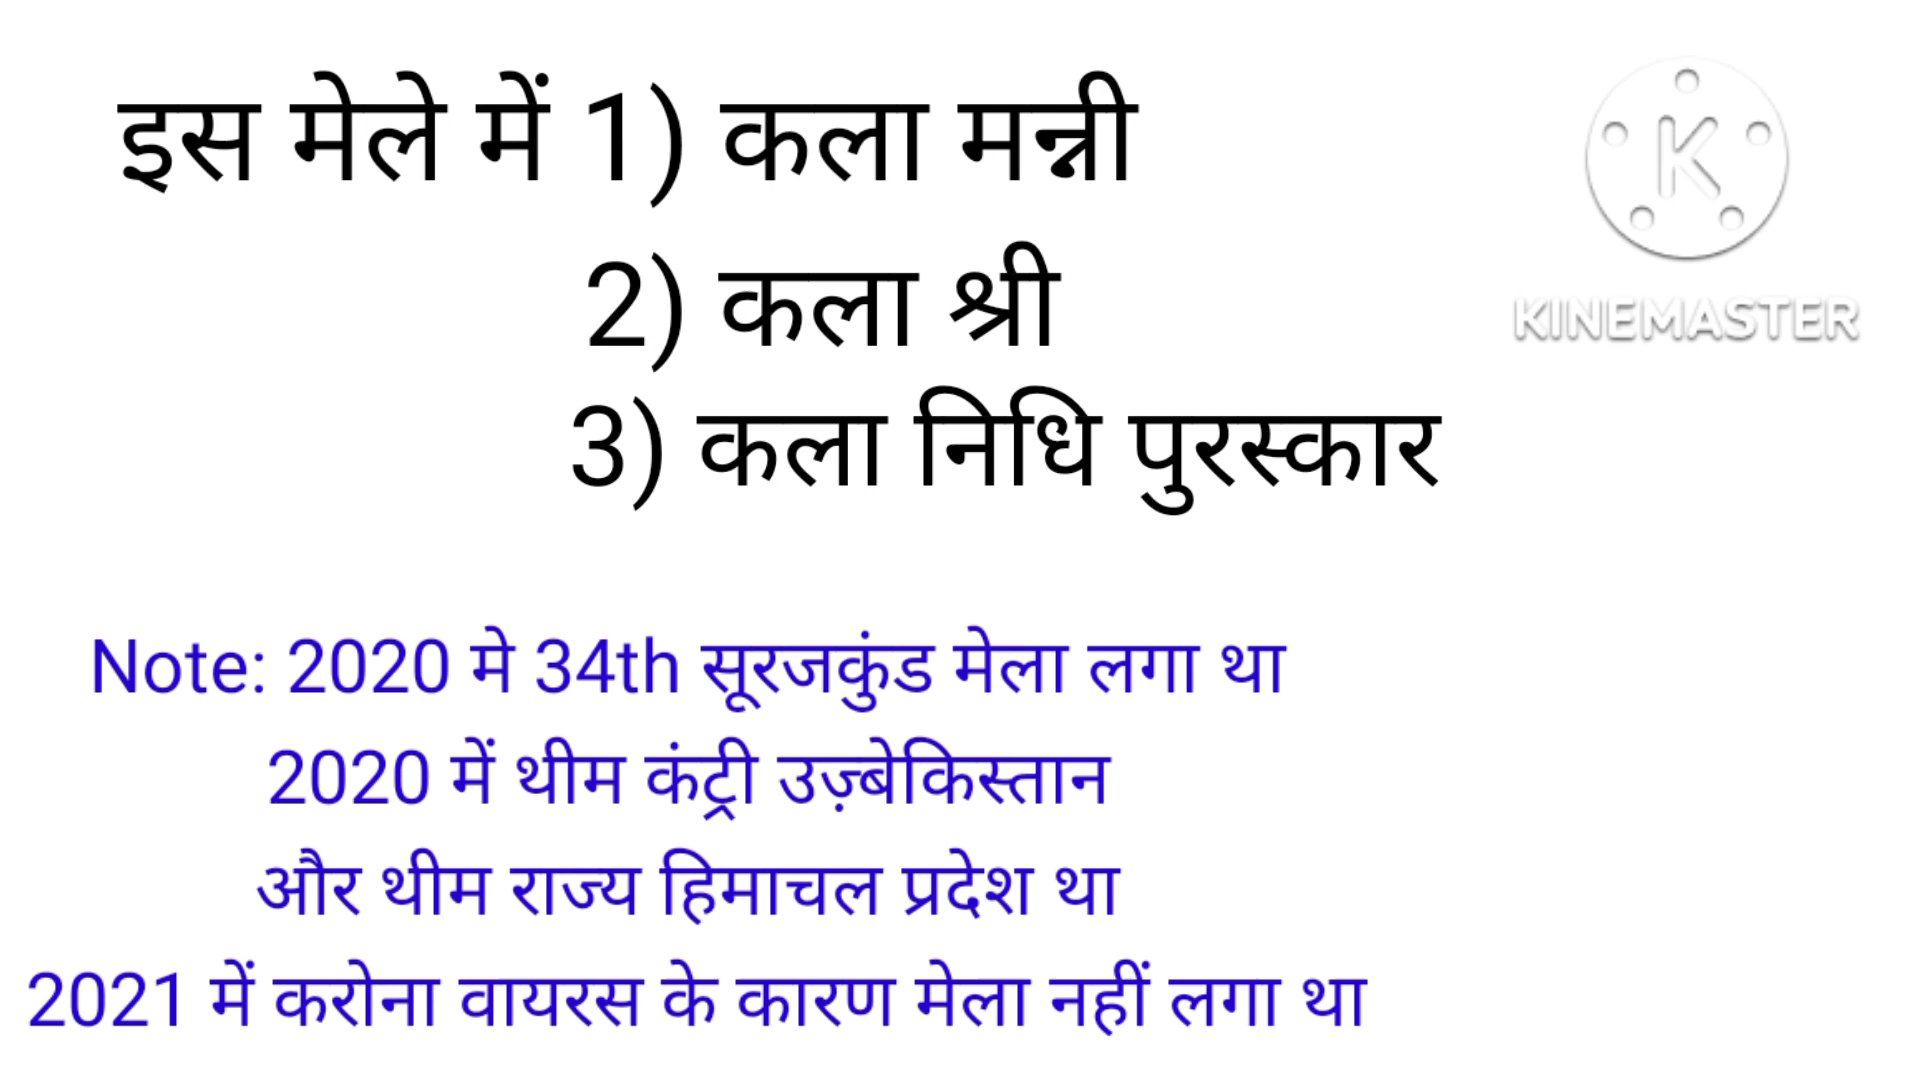 इस मेले में 1) कला मन्नी
2) कला श्री
3) कला निधि पुरस्कार
KINEMASTER
Note: 2020 मे 34th सूरजकुंड मेला लगा था
2020 में थीम कंट्री उज़्बेकिस्तान
और थीम राज्य हिमाचल प्रदेश था
2021 में करोना वायरस के कारण मेला नहीं लगा था